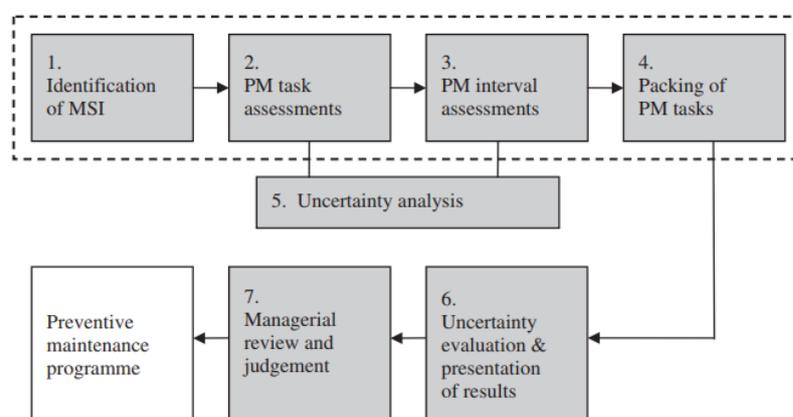 1.
Identification
of MSI
2.
PM task
assessments
3.
PM interval
assessments
4.
Packing of
PM tasks
5. Uncertainty analysis
Preventive
maintenance
programme
7.
Managerial
review and
judgement
6.
Uncertainty
evaluation &
presentation
of results